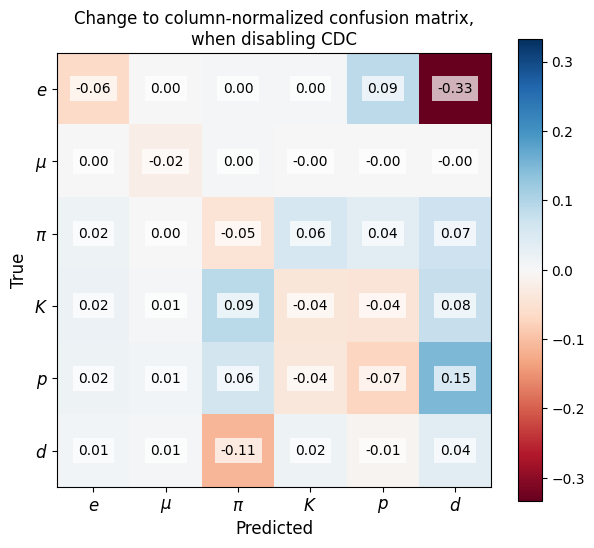 Change to column-normalized confusion matrix,
when disabling CDC
e -0.06 0.00 0.00 0.00 0.09 -0.33
μ 0.00 -0.02 0.00 -0.00 -0.00 -0.00
π 0.02 0.00 -0.05 0.06 0.04 0.07
K 0.02 0.01 0.09 -0.04 -0.04 0.08
p 0.02 0.01 0.06 -0.04 -0.07 0.15
d 0.01 0.01 -0.11 0.02 -0.01 0.04
e μ π K p d
Predicted
True
0.3
0.2
0.1
0.0
−0.1
−0.2
−0.3